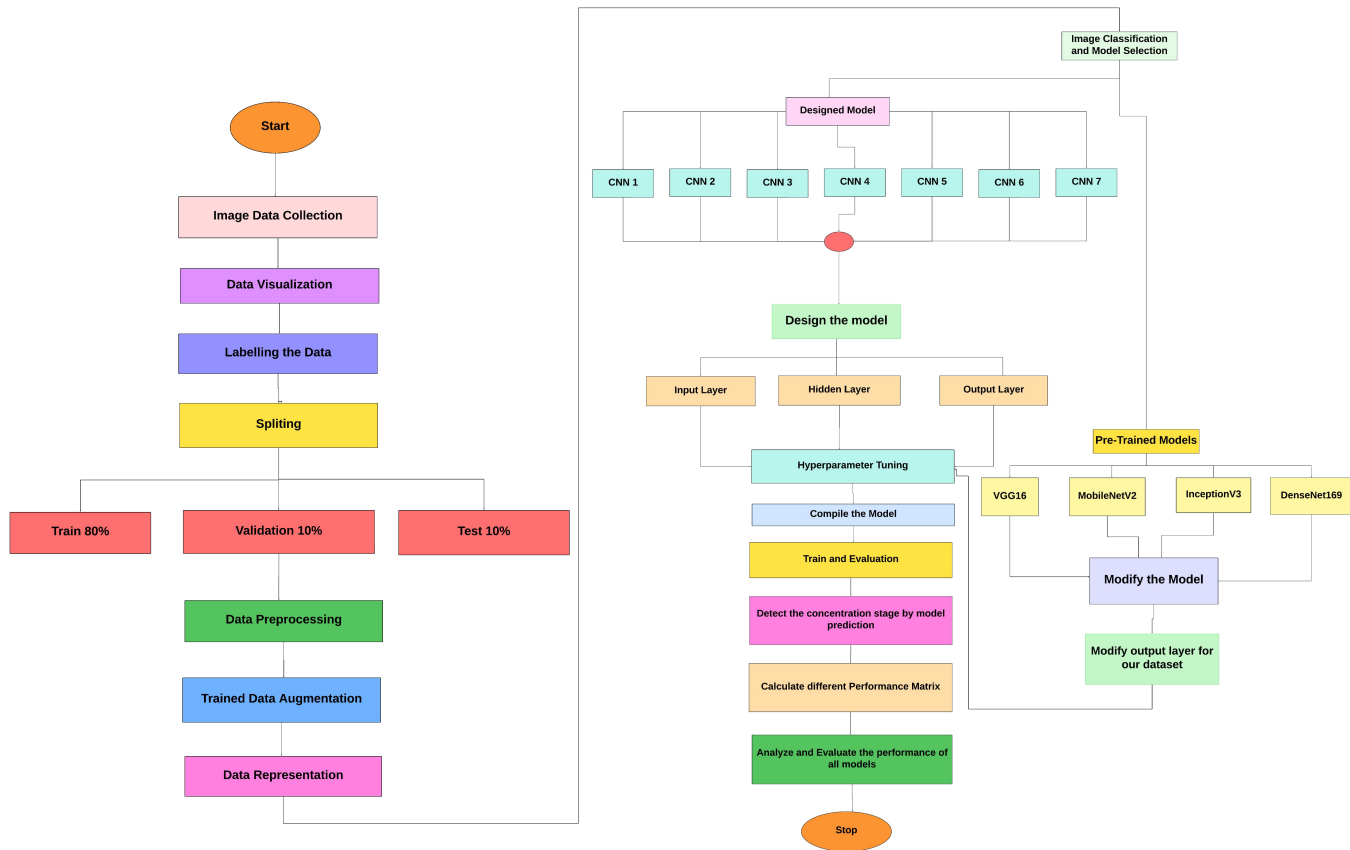 Start
Image Data Collection
Data Visualization
Labelling the Data
Spliting
Train 80%
Validation 10%
Test 10%
Data Preprocessing
Trained Data Augmentation
Data Representation
Image Classification
and Model Selection
Designed Model
CNN 1
CNN 2
CNN 3
CNN 4
CNN 5
CNN 6
CNN 7
Design the model
Input Layer
Hidden Layer
Output Layer
Pre-Trained Models
VGG16
MobileNetV2
InceptionV3
DenseNet169
Modify the Model
Modify output layer for
our dataset
Hyperparameter Tuning
Compile the Model
Train and Evaluation
Detect the concentration stage by model
prediction
Calculate different Performance Matrix
Analyze and Evaluate the performance of
all models
Stop